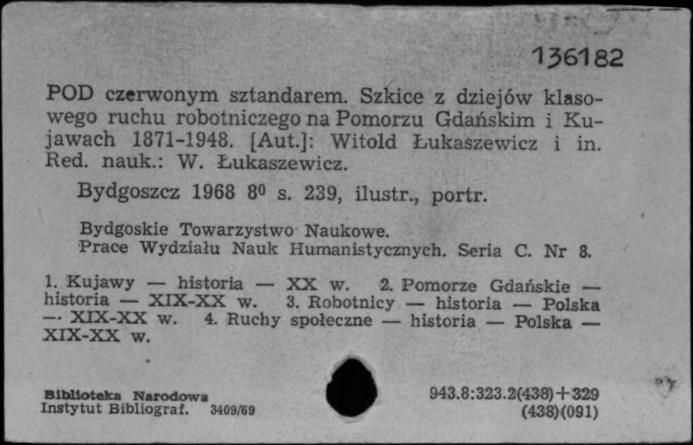 136182
POD czerwonym sztandarem. Szkice z dziejów klaso-
wego ruchu robotniczego na Pomorzu Gdańskim i Ku-
jawach 1871-1948. [Aut.]: Witold Łukaszewicz i in.
Red. nauk.: W. Łukaszewicz.
Bydgoszcz 1968 8⁰ s. 239, ilustr., portr.
Bydgoskie Towarzystwo Naukowe.
Prace Wydziału Nauk Humanistycznych. Seria C. Nr 8.
1. Kujawy — historia — XX w. 2. Pomorze Gdańskie —
historia — XIX-XX w. 3. Robotnicy — historia — Polska
— XIX-XX w. 4. Ruchy społeczne — historia — Polska —
XIX-XX w.
Biblioteka Narodowa
Instytut Bibliograf. 3409/69
943.8:323.2(438)+329
(438)(091)